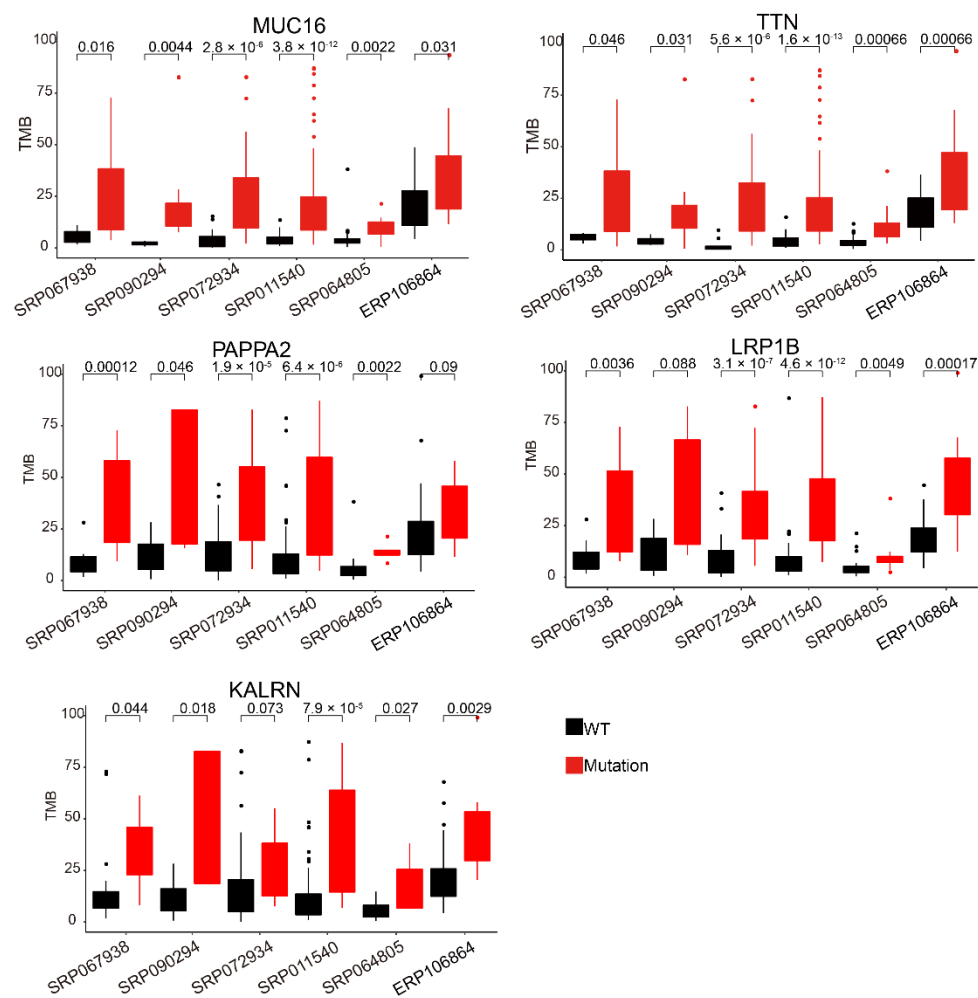 MUC16
0.016 0.0044 2.8 × 10⁻⁶ 3.8 × 10⁻¹² 0.0022 0.031
100
75
50
25
0
TMB
SRP067938 SRP090294 SRP072934 SRP011540 SRP064805 ERP106864
TTN
0.046 0.031 5.6 × 10⁻⁶ 1.6 × 10⁻¹³ 0.00066 0.00066
100
75
50
25
0
TMB
SRP067938 SRP090294 SRP072934 SRP011540 SRP064805 ERP106864
PAPPA2
0.00012 0.046 1.9 × 10⁻⁵ 6.4 × 10⁻⁶ 0.0022 0.09
100
75
50
25
0
TMB
SRP067938 SRP090294 SRP072934 SRP011540 SRP064805 ERP106864
LRP1B
0.0036 0.088 3.1 × 10⁻⁷ 4.6 × 10⁻¹² 0.0049 0.00017
100
75
50
25
0
TMB
SRP067938 SRP090294 SRP072934 SRP011540 SRP064805 ERP106864
KALRN
0.044 0.018 0.073 7.9 × 10⁻⁵ 0.027 0.0029
100
75
50
25
0
TMB
SRP067938 SRP090294 SRP072934 SRP011540 SRP064805 ERP106864
WT
Mutation